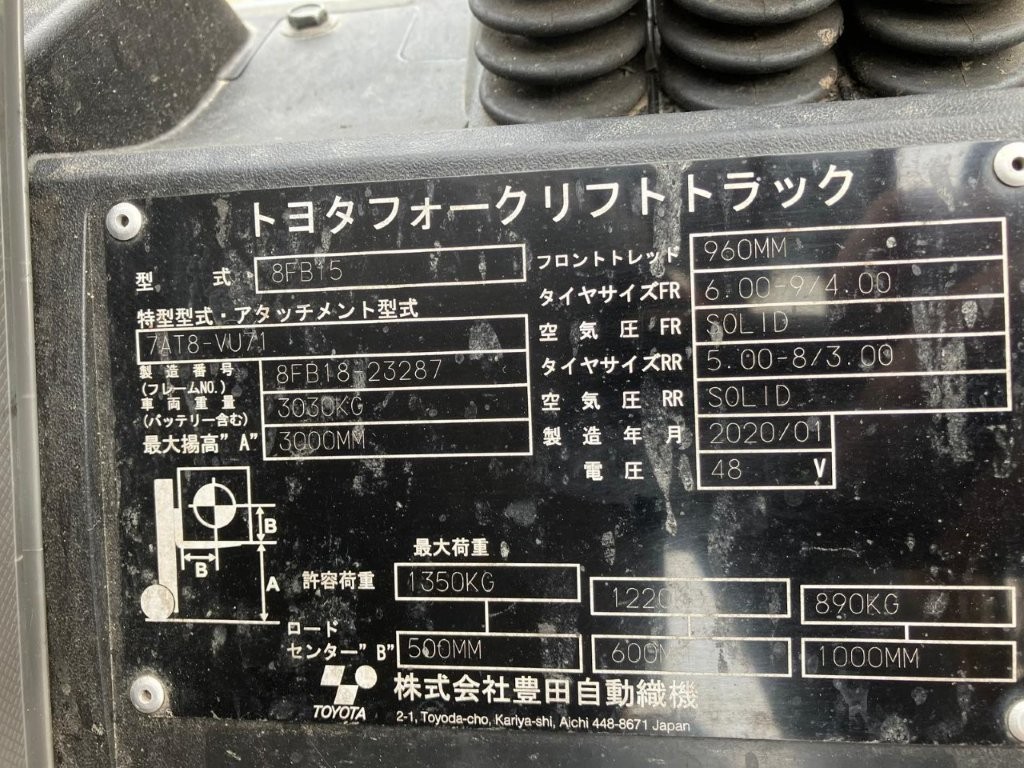 トヨタフォークリフトトラック
型式 8FB15
特型型式・アタッチメント型式
7AT8-VU71
製造番号
(フレームNO.) 8FB18-23287
車両重量
(バッテリー含む) 3030KG
最大揚高"A" 3000MM
フロントトレッド 960MM
タイヤサイズFR 6.00-9/4.00
空気圧 FR SOLID
タイヤサイズRR 5.00-8/3.00
空気圧 RR SOLID
製造年月 2020/01
電圧 48 V
B
B
A
最大荷重
許容荷重 1350KG 1220 890KG
ロード
センター"B" 500MM 600M 1000MM
TOYOTA
株式会社豊田自動織機
2-1, Toyoda-cho, Kariya-shi, Aichi 448-8671 Japan